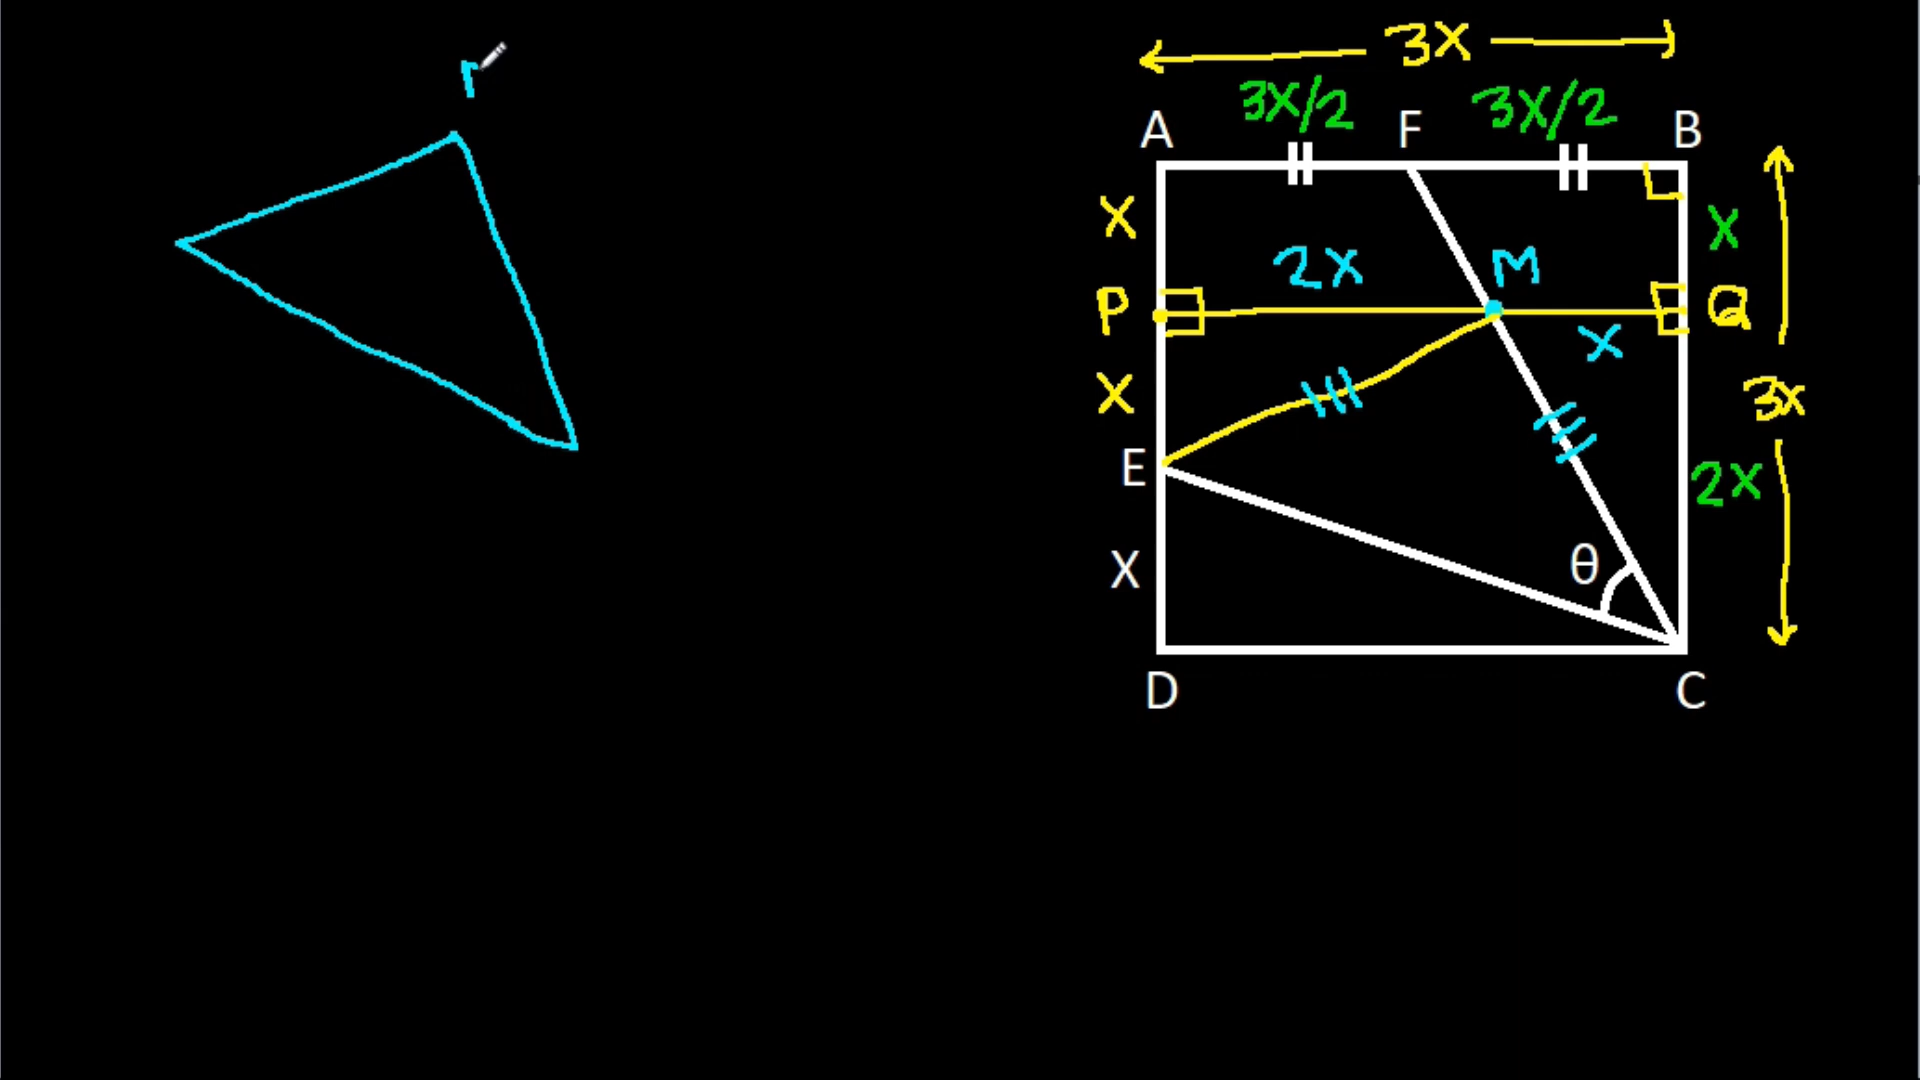 3X
3X/2 3X/2
A F B
X X
2X M
P Q
X
X 3X
E 2X
X θ
D C